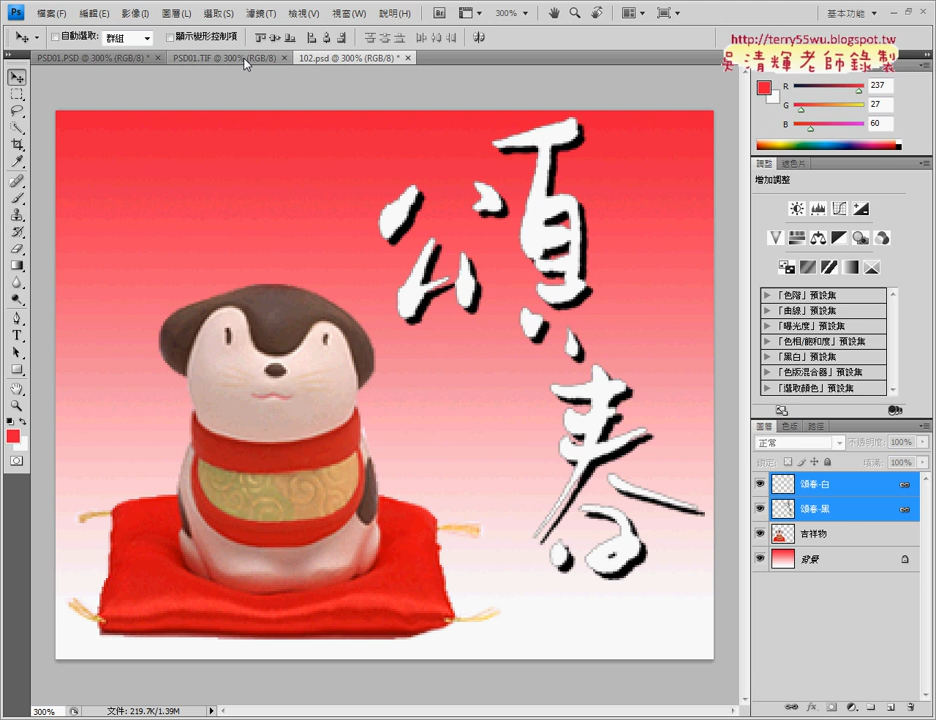 Ps 檔案(F) 編輯(E) 影像(I) 圖層(L) 選取(S) 濾鏡(T) 檢視(V) 視窗(W) 說明(H) Br 300% 基本功能
自動選取: 群組 顯示變形控制項
http://terry55wu.blogspot.tw
吳清輝老師錄製
PSD01.PSD @ 300% (RGB/8) * PSD01.TIF @ 300% (RGB/8) 102.psd @ 300% (RGB/8) *
R 237
G 27
B 60
調整 遮色片
增加調整
「色階」預設集
「曲線」預設集
「曝光度」預設集
「色相/飽和度」預設集
「黑白」預設集
「色版混合器」預設集
「選取顏色」預設集
圖層 色版 路徑
正常 不透明度: 100%
鎖定: 填滿: 100%
頌春-白
頌春-黑
吉祥物
背景
頌春
300% 文件: 219.7K/1.39M